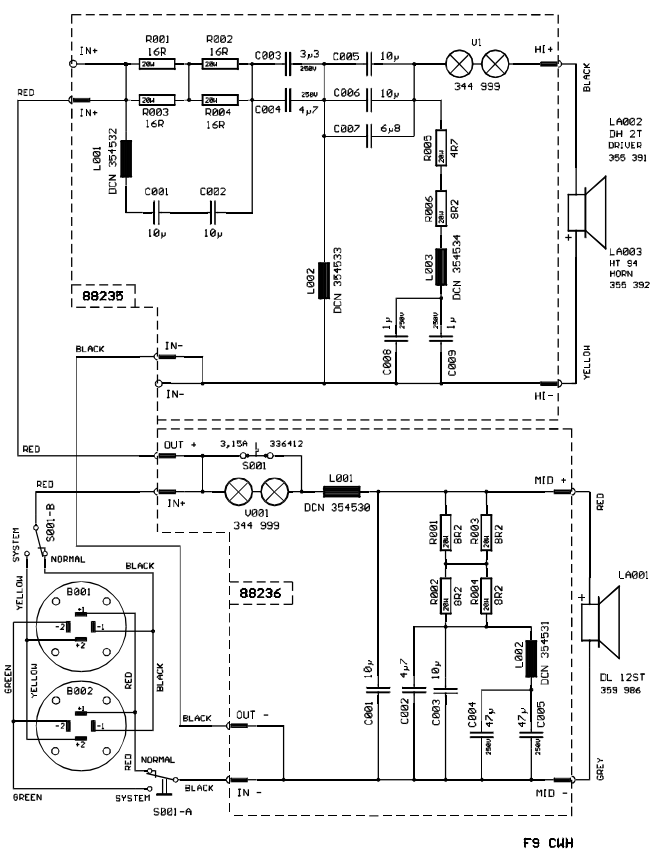 IN+
R001
16R
20W
R002
16R
20W
C003
3µ3
250V
C005
10µ
V1
344 999
HI+
BLACK
RED
IN+
20W
R003
16R
20W
R004
16R
C004
250V
4µ7
C006
10µ
C007
6µ8
L001
DCN 354532
C001
10µ
C002
10µ
R005
20W
4R7
R006
20W
8R2
L002
DCN 354533
L003
DCN 354534
LA002
DH 2T
DRIVER
355 391
+
LA003
HT 94
HORN
355 392
88235
1µ
250V
C008
250V
1µ
C009
BLACK
IN-
IN-
HI-
YELLOW
RED
OUT +
3,15A
336412
S001
RED
IN+
V001
344 999
L001
DCN 354530
MID +
RED
S001-B
SYSTEM
NORMAL
YELLOW
BLACK
R001
20W
8R2
R003
20W
8R2
R002
20W
8R2
R004
20W
8R2
88236
B001
+1
-2
-1
+2
LA001
+
DL 12ST
359 986
GREEN
YELLOW
RED
BLACK
B002
+1
-2
-1
+2
L002
DCN 354531
10µ
C001
4µ7
C002
10µ
C003
C004
47µ
250V
47µ
C005
250V
BLACK
OUT -
RED
NORMAL
SYSTEM
S001-A
BLACK
GREEN
IN -
MID -
GREY
F9 CWH